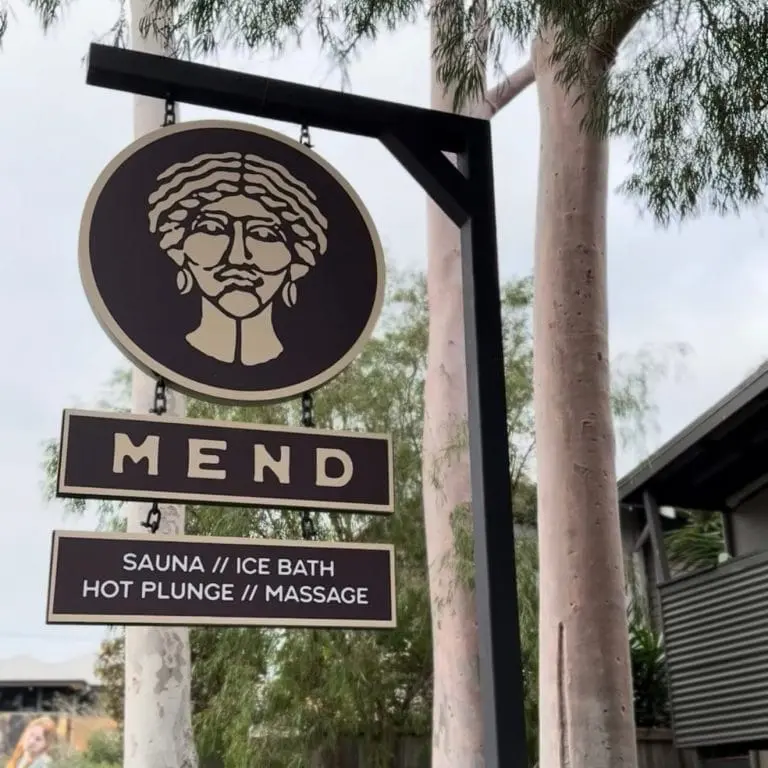 MEND
SAUNA // ICE BATH
HOT PLUNGE // MASSAGE